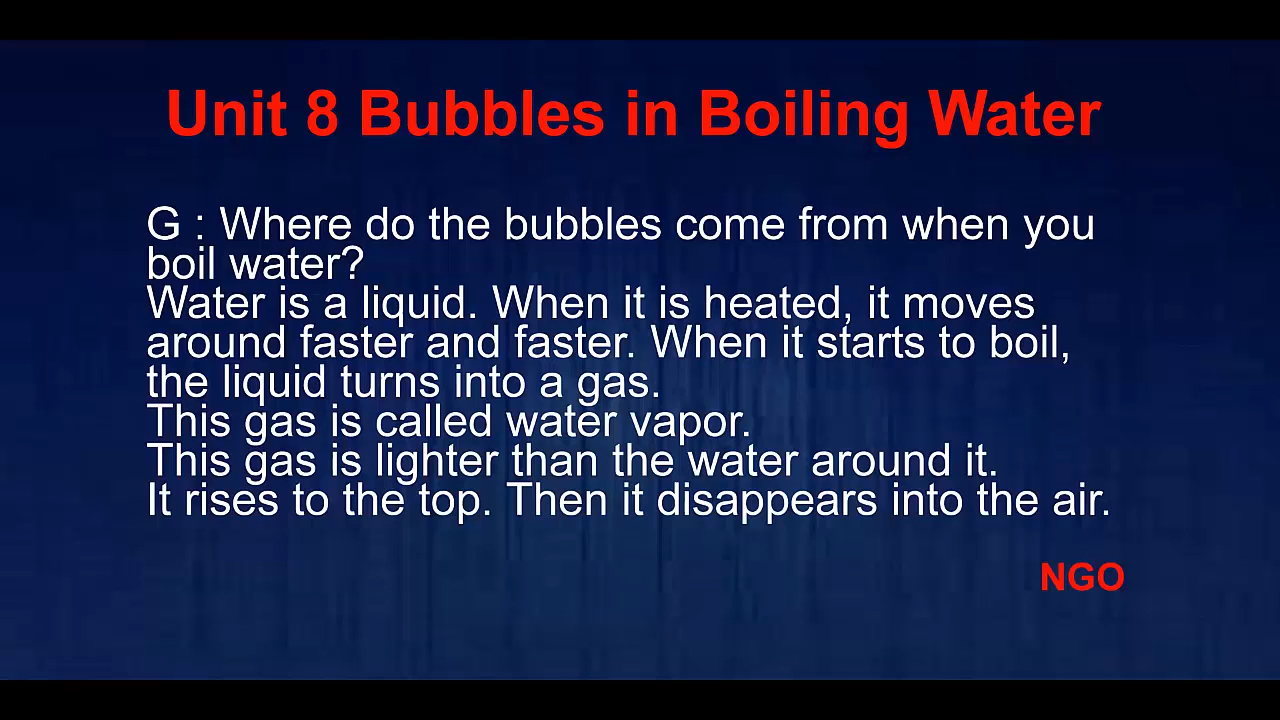 Unit 8 Bubbles in Boiling Water
G : Where do the bubbles come from when you
boil water?
Water is a liquid. When it is heated, it moves
around faster and faster. When it starts to boil,
the liquid turns into a gas.
This gas is called water vapor.
This gas is lighter than the water around it.
It rises to the top. Then it disappears into the air.
NGO